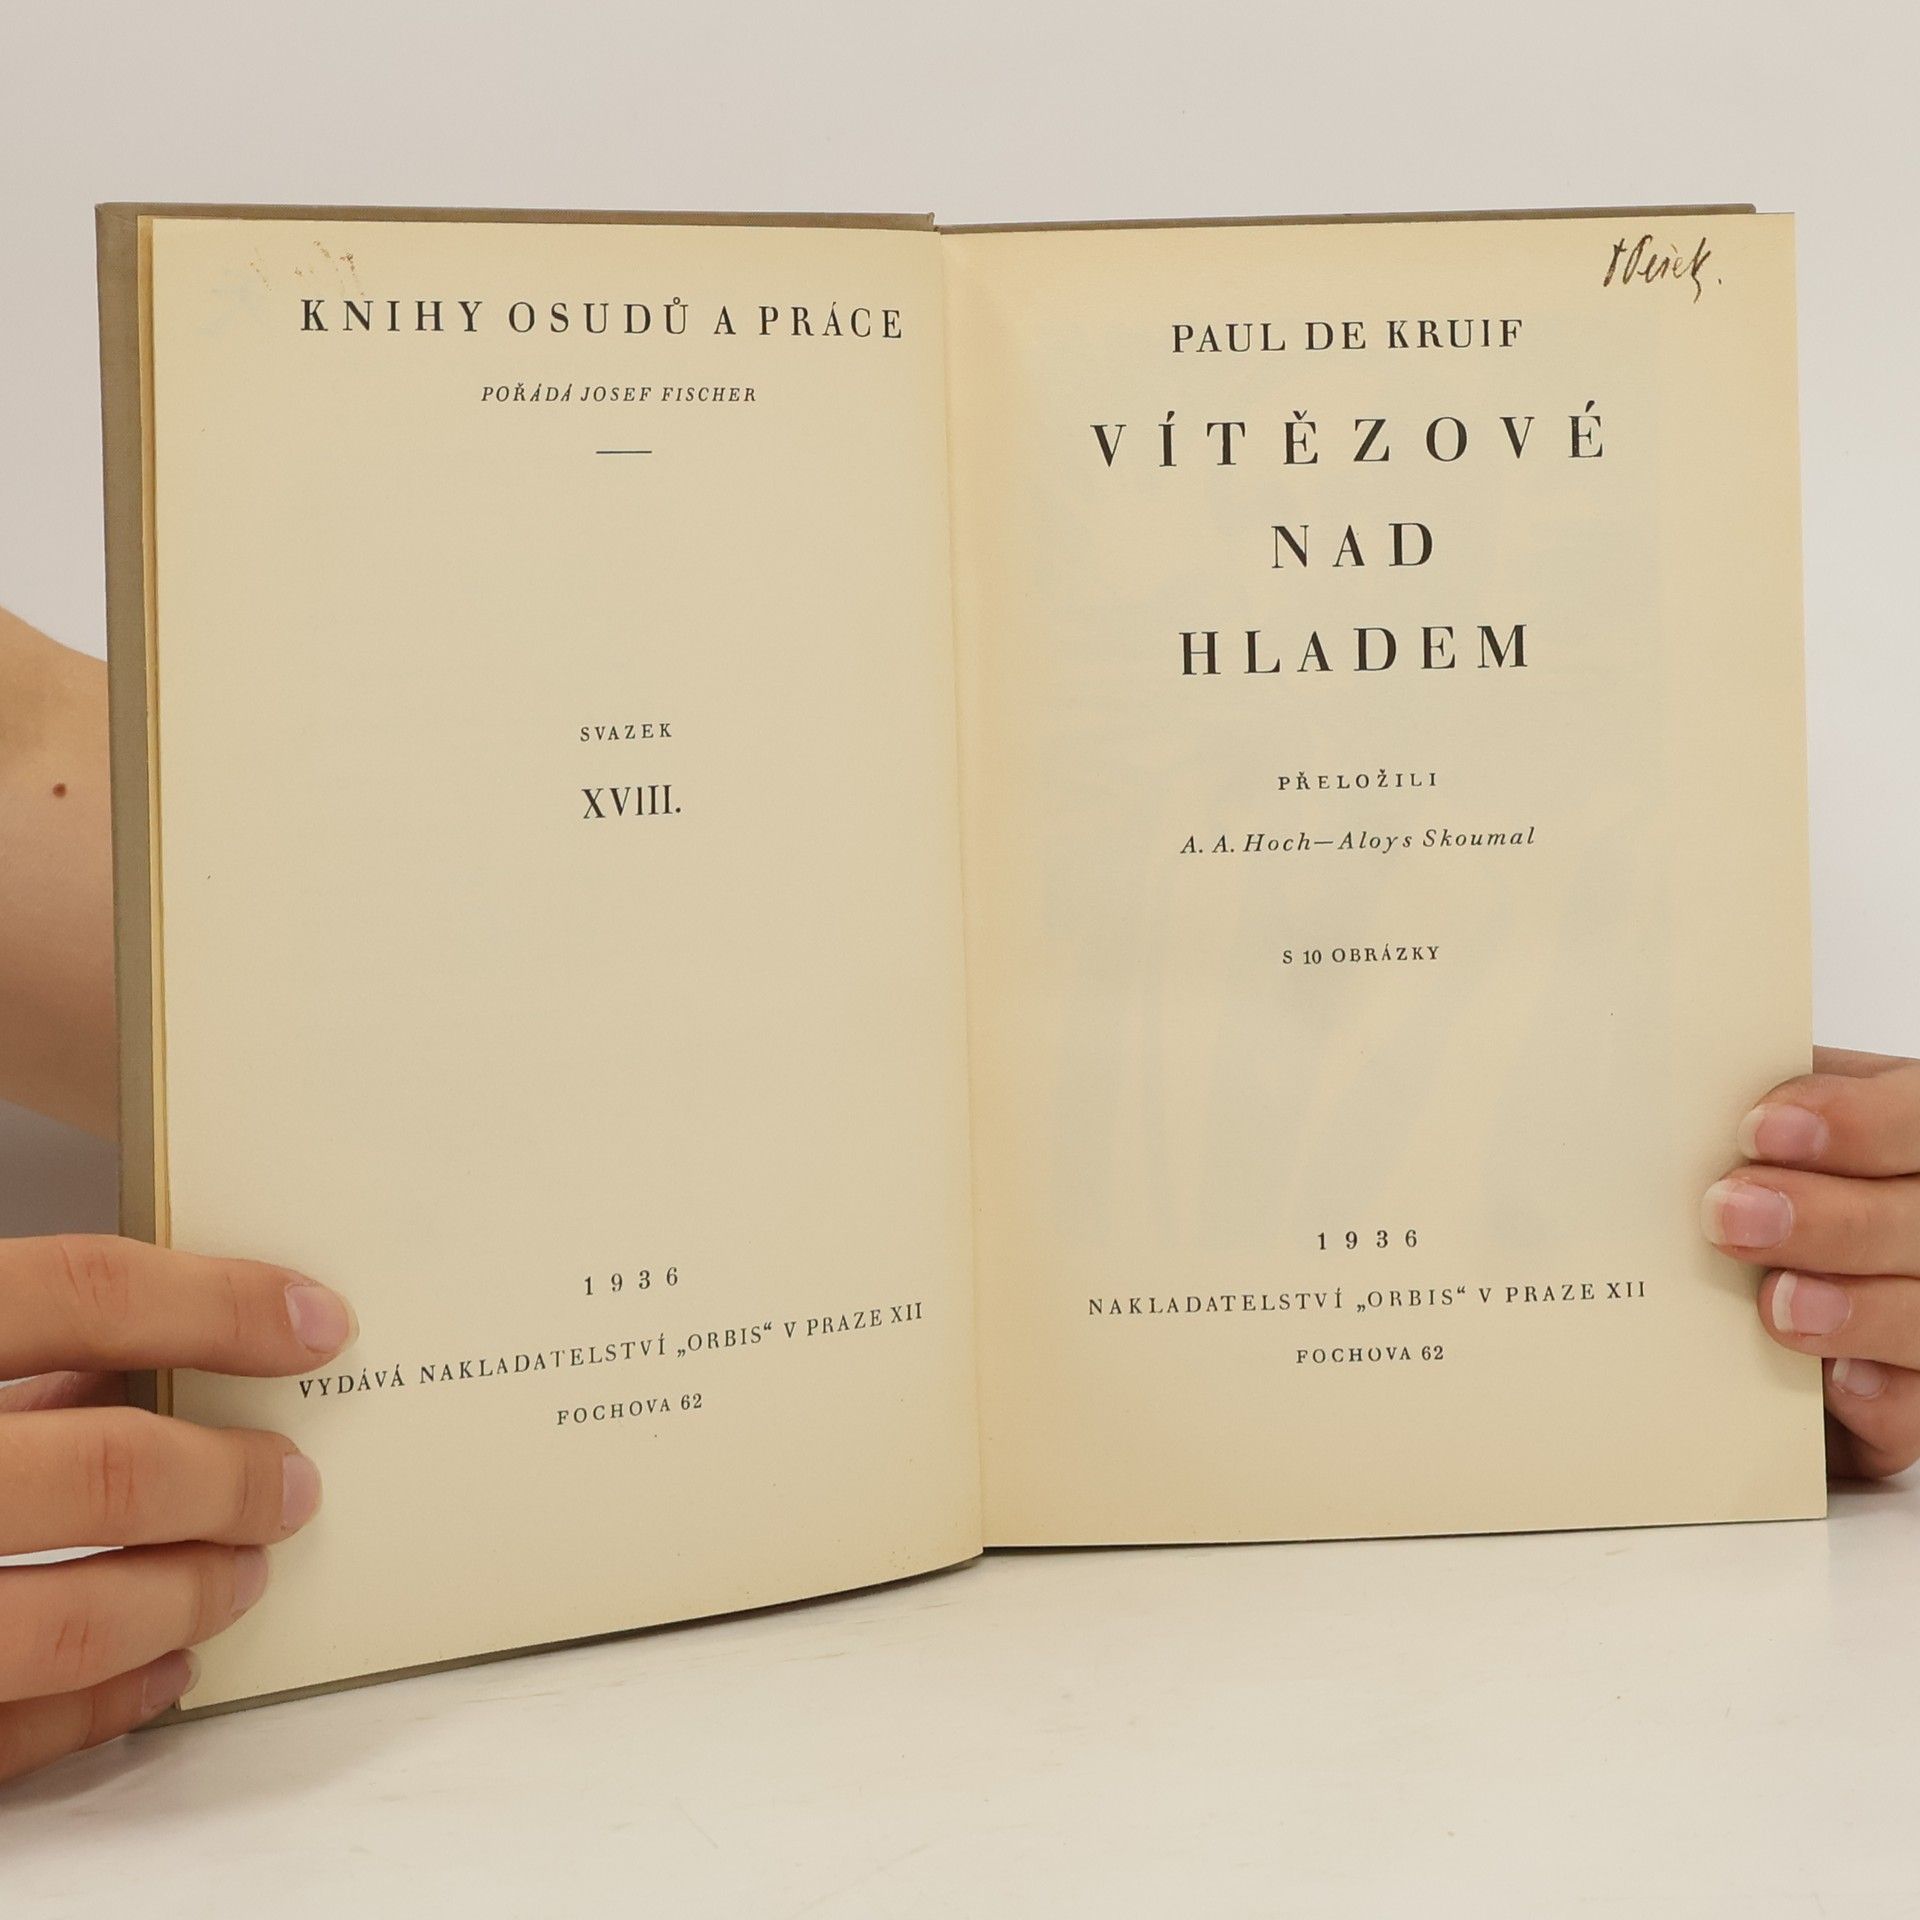 KNIHY OSUDŮ A PRÁCE
POŘÁDÁ JOSEF FISCHER
SVAZEK
XVIII.
1936
VYDÁVÁ NAKLADATELSTVÍ „ORBIS“ V PRAZE XII
FOCHOVA 62
PAUL DE KRUIF
VÍTĚZOVÉ
NAD
HLADEM
PŘELOŽILI
A. A. Hoch—Aloys Skoumal
S 10 OBRÁZKY
1936
NAKLADATELSTVÍ „ORBIS“ V PRAZE XII
FOCHOVA 62